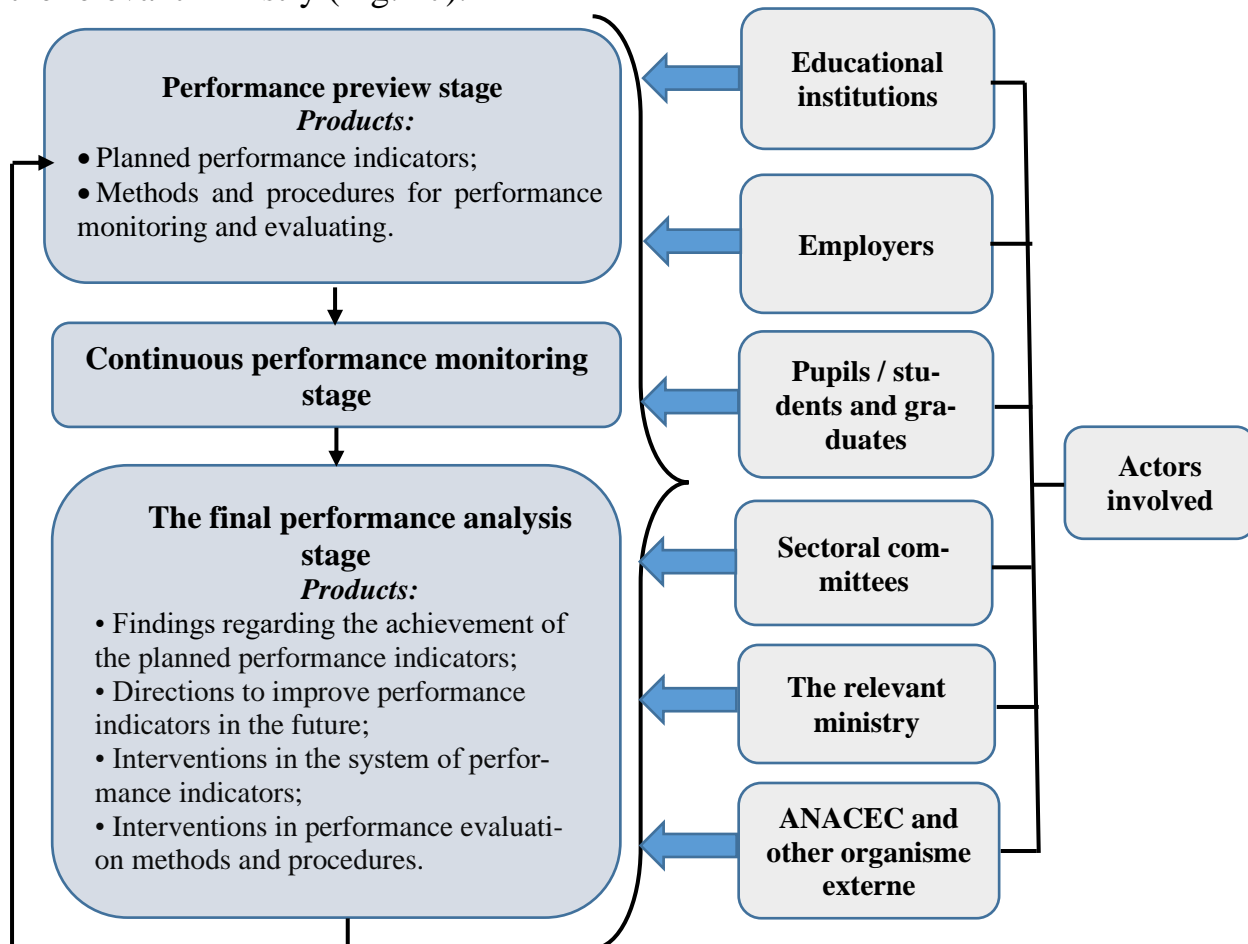 relevant ministry (Fig.
Performance preview stage
Products:
• Planned performance indicators;
• Methods and procedures for performance
monitoring and evaluating.
Continuous performance monitoring
stage
The final performance analysis
stage
Products:
• Findings regarding the achievement of
the planned performance indicators;
• Directions to improve performance
indicators in the future;
• Interventions in the system of perfor-
mance indicators;
• Interventions in performance evaluati-
on methods and procedures.
Educational
institutions
Employers
Pupils / stu-
dents and gra-
duates
Sectoral com-
mittees
The relevant
ministry
ANACEC and
other organisme
externe
Actors
involved